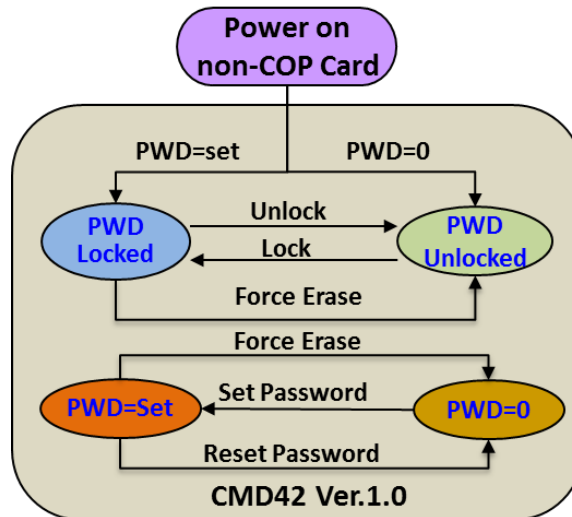 Power on
non-COP Card
PWD=set
PWD=0
PWD
Locked
Unlock
Lock
PWD
Unlocked
Force Erase
Force Erase
PWD=Set
Set Password
PWD=0
Reset Password
CMD42 Ver.1.0